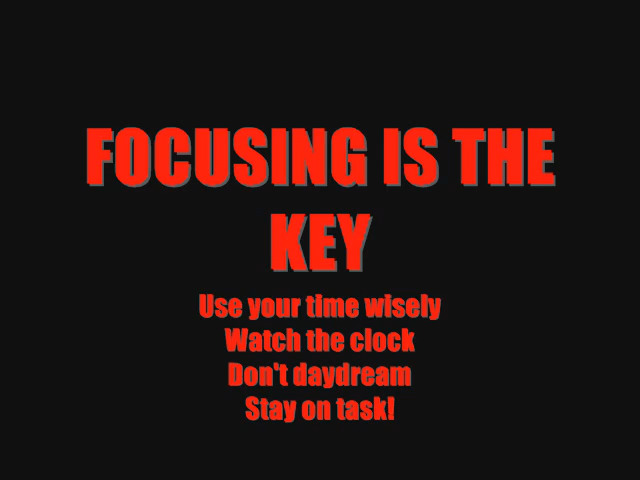 FOCUSING IS THE
KEY
Use your time wisely
Watch the clock
Don't daydream
Stay on task!